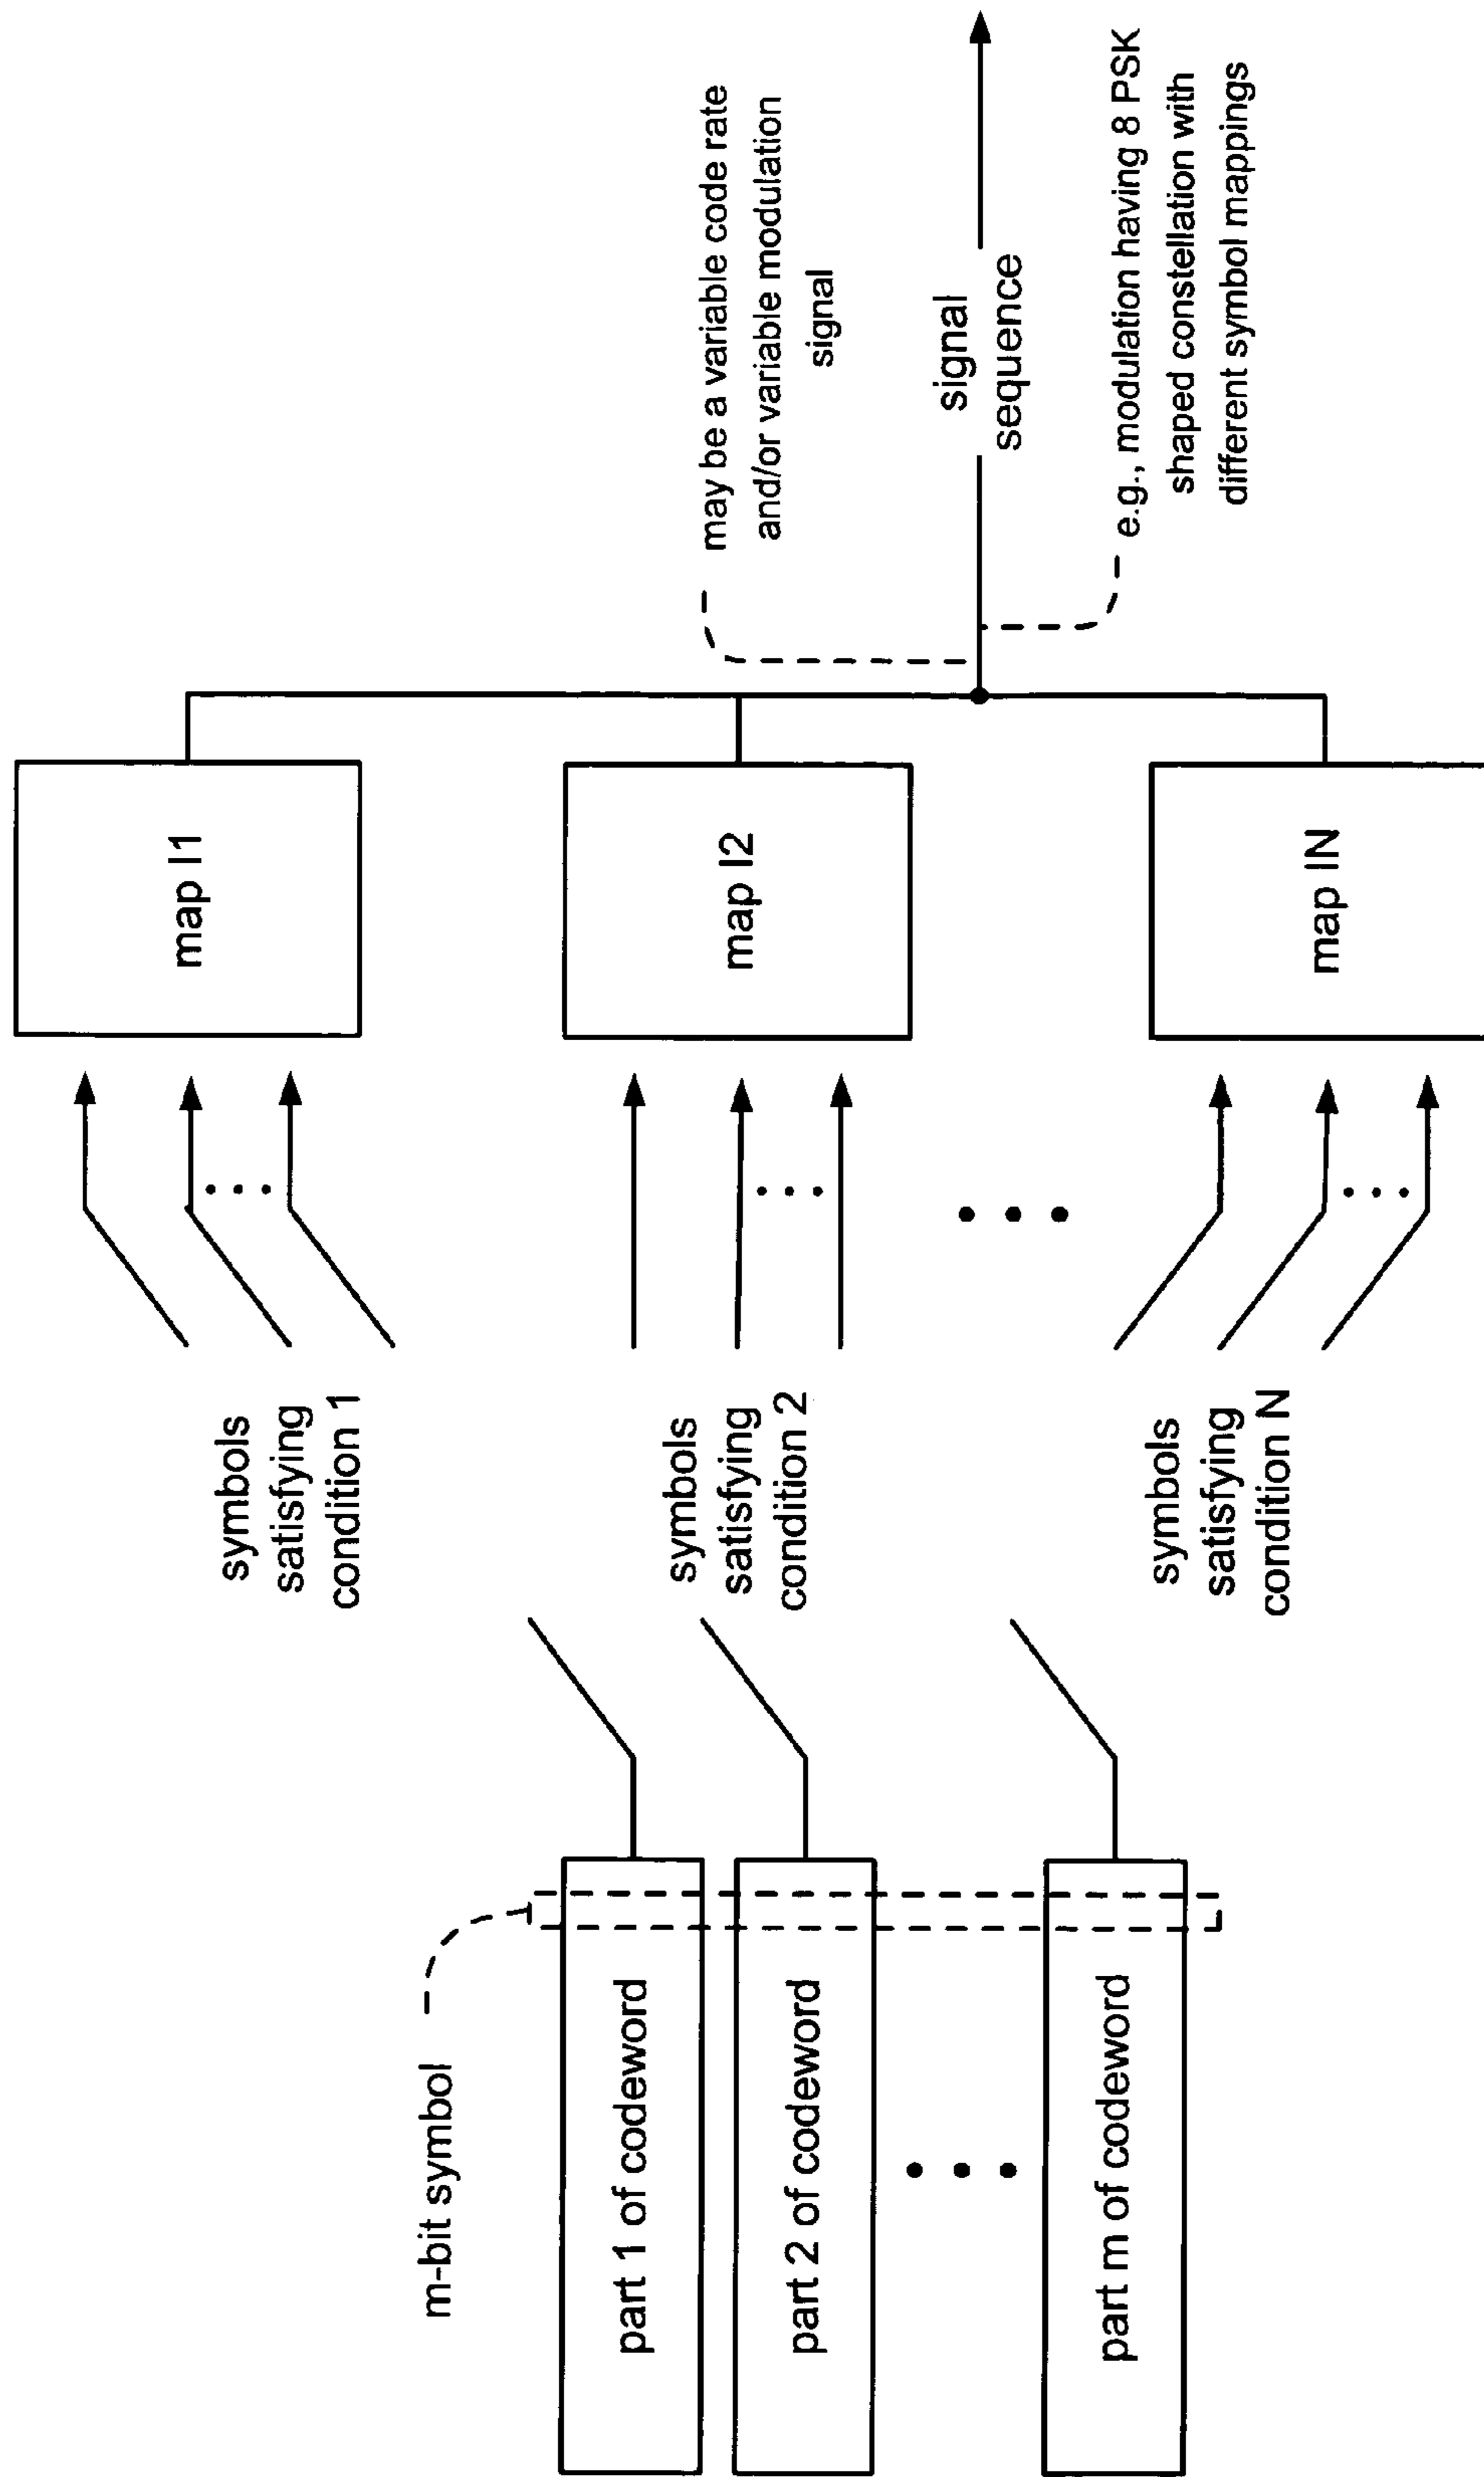 m-bit symbol
part 1 of codeword
part 2 of codeword
part m of codeword
symbols
satisfying
condition 1
symbols
satisfying
condition 2
symbols
satisfying
condition N
map I1
map I2
map IN
may be a variable code rate
and/or variable modulation
signal
signal
sequence
e.g., modulation having 8 PSK
shaped constellation with
different symbol mappings